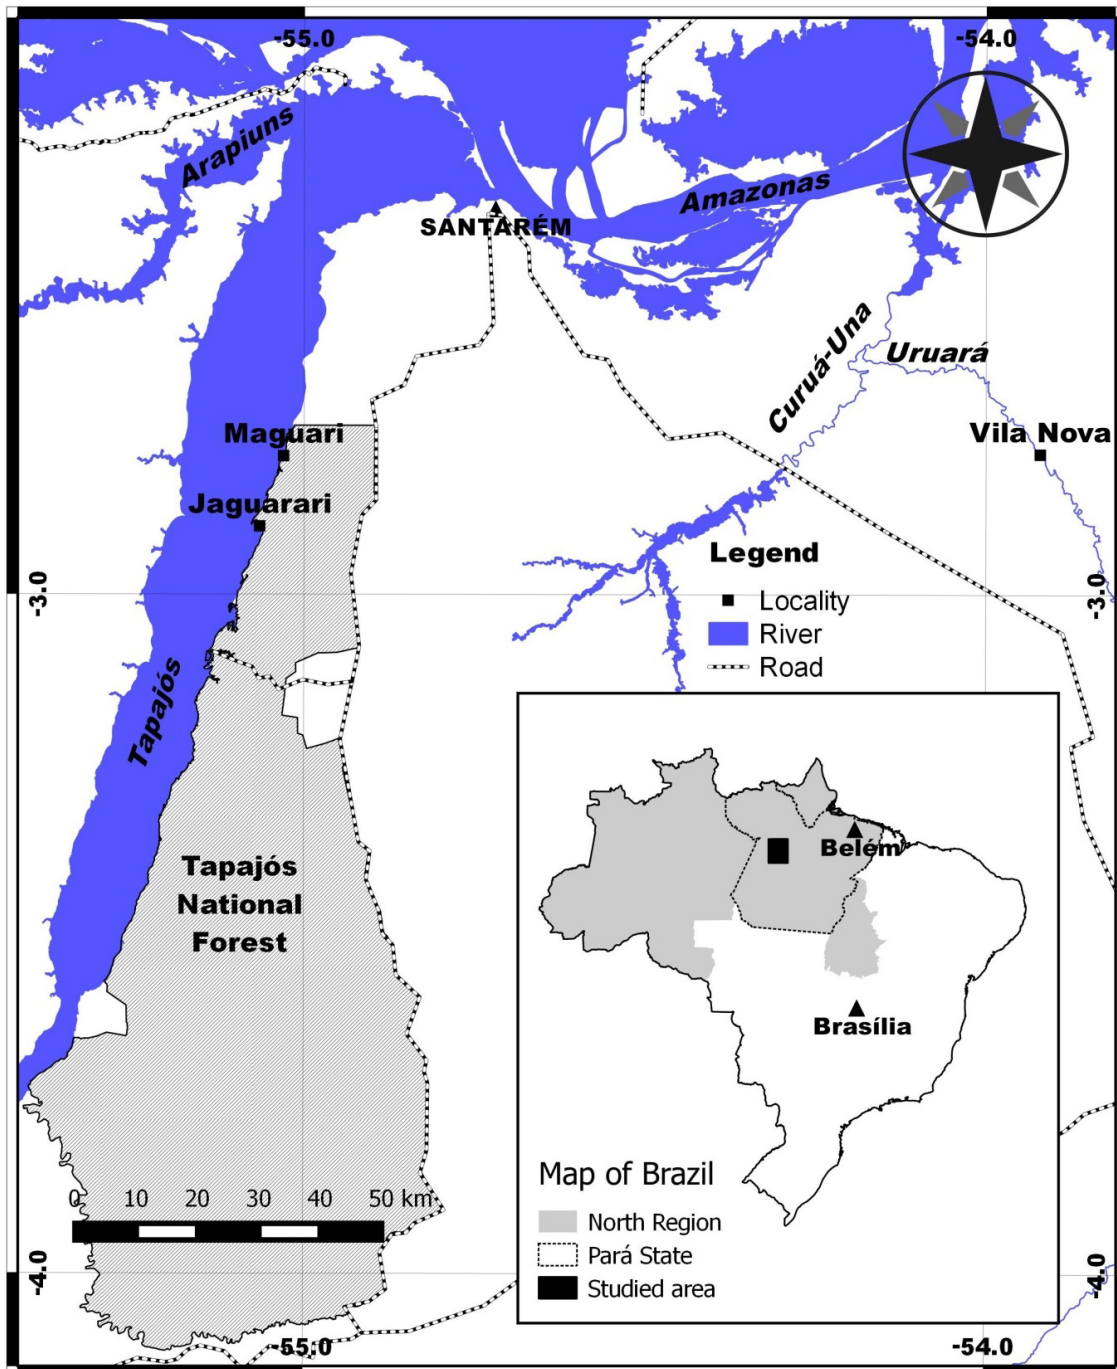 -55.0
-54.0
Arapiuns
Amazonas
SANTARÉM
Curuá-Una
Uruará
Maguari
Vila Nova
Jaguarari
Legend
Locality
River
Road
-3.0
-3.0
Tapajós
Tapajós
National
Forest
Belém
Brasília
Map of Brazil
North Region
Pará State
Studied area
0 10 20 30 40 50 km
-4.0
-4.0
-55.0
-54.0